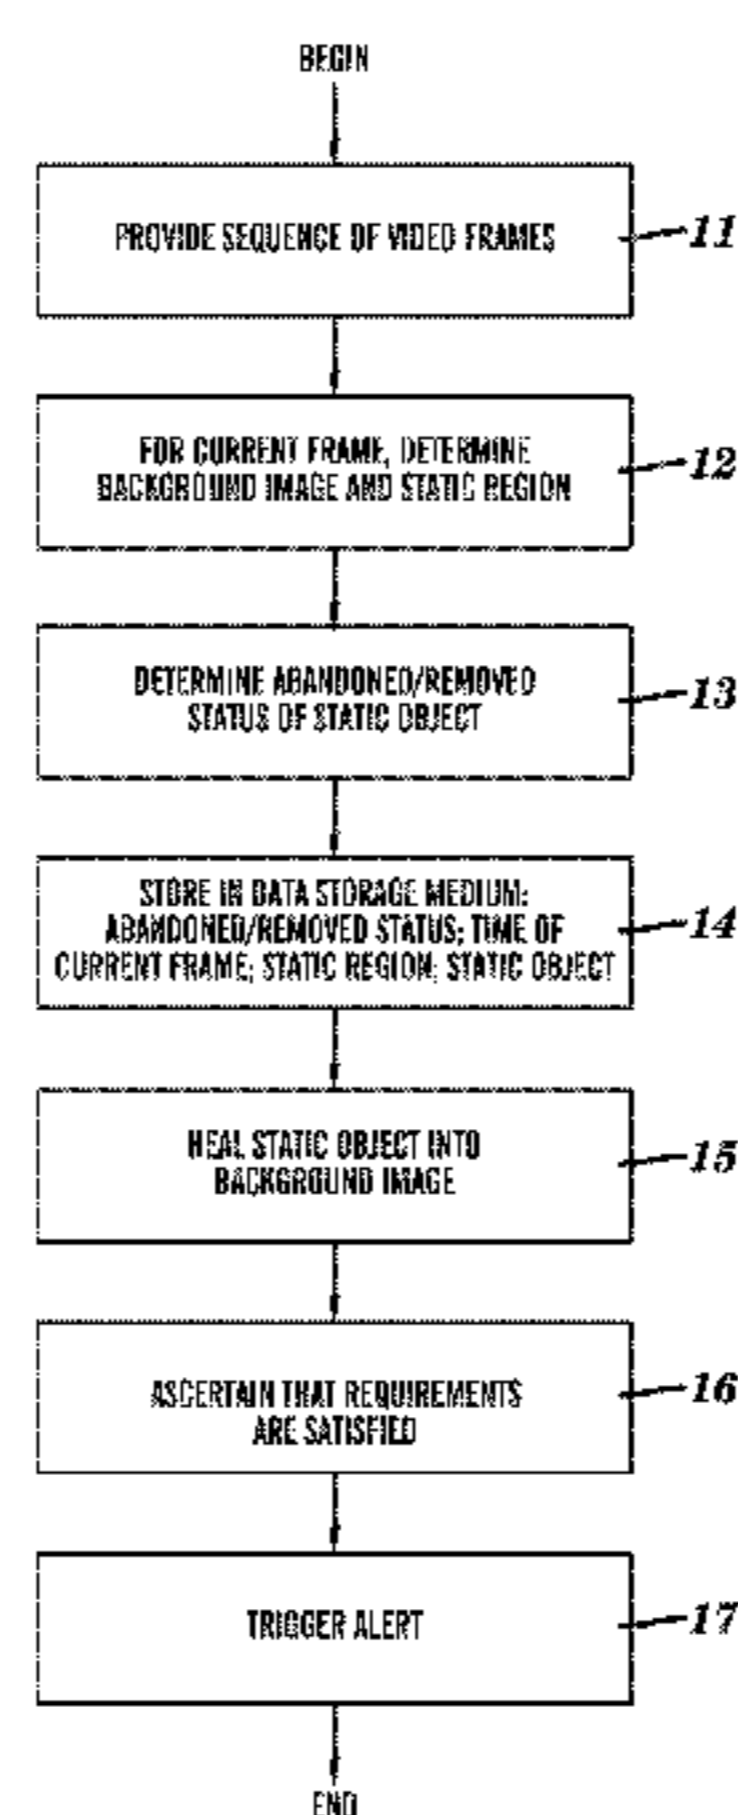 BEGIN
PROVIDE SEQUENCE OF VIDEO FRAMES
11
FOR CURRENT FRAME, DETERMINE
BACKGROUND IMAGE AND STATIC REGION
12
DETERMINE ABANDONED/REMOVED
STATUS OF STATIC OBJECT
13
STORE IN DATA STORAGE MEDIUM:
ABANDONED/REMOVED STATUS; TIME OF
CURRENT FRAME; STATIC REGION; STATIC OBJECT
14
HEAL STATIC OBJECT INTO
BACKGROUND IMAGE
15
ASCERTAIN THAT REQUIREMENTS
ARE SATISFIED
16
TRIGGER ALERT
17
END